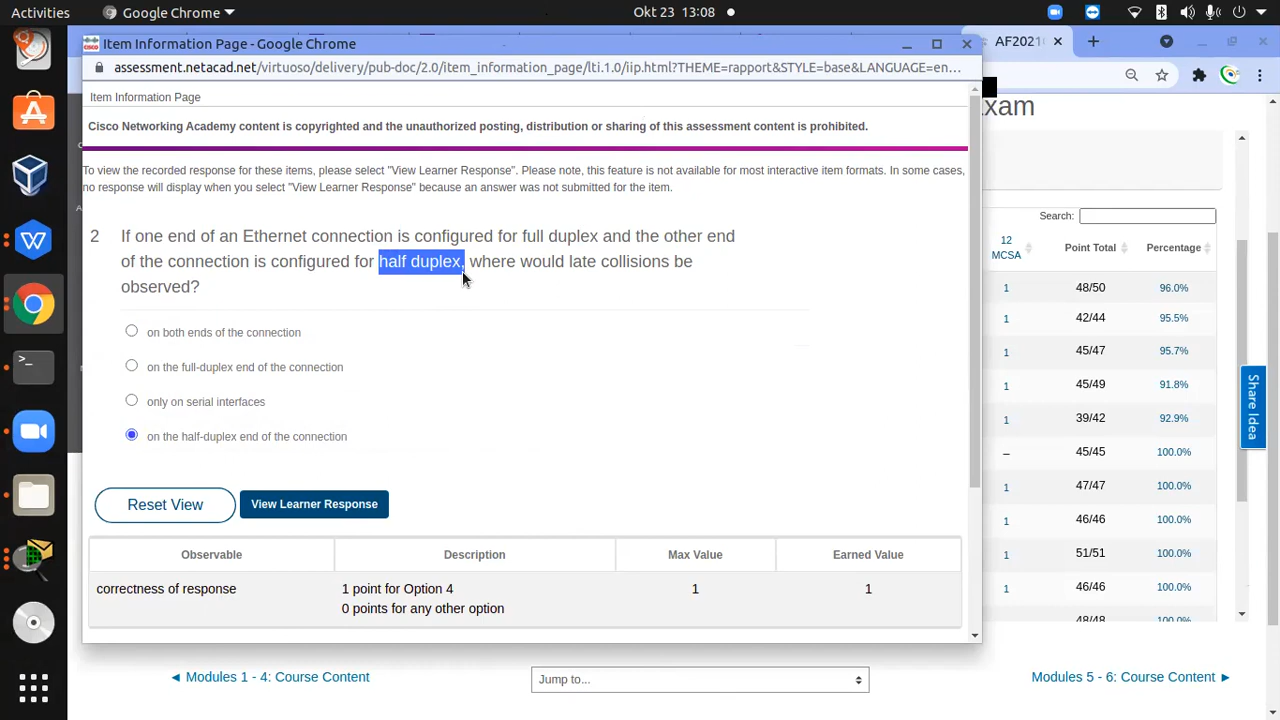 Activities
Google Chrome
Okt 23 13:08
Item Information Page - Google Chrome
AF2021
assessment.netacad.net/virtuoso/delivery/pub-doc/2.0/item_information_page/lti.1.0/iip.html?THEME=rapport&STYLE=base&LANGUAGE=en...
Item Information Page
Cisco Networking Academy content is copyrighted and the unauthorized posting, distribution or sharing of this assessment content is prohibited.
To view the recorded response for these items, please select "View Learner Response". Please note, this feature is not available for most interactive item formats. In some cases,
no response will display when you select "View Learner Response" because an answer was not submitted for the item.
2 If one end of an Ethernet connection is configured for full duplex and the other end
of the connection is configured for half duplex, where would late collisions be
observed?
on both ends of the connection
on the full-duplex end of the connection
only on serial interfaces
on the half-duplex end of the connection
Reset View
View Learner Response
Observable Description Max Value Earned Value
correctness of response 1 point for Option 4 1 1
0 points for any other option
Search:
12
MCSA
Point Total Percentage
1 48/50 96.0%
1 42/44 95.5%
1 45/47 95.7%
1 45/49 91.8%
1 39/42 92.9%
– 45/45 100.0%
1 47/47 100.0%
1 46/46 100.0%
1 51/51 100.0%
1 46/46 100.0%
48/48 100.0%
Share Idea
◄ Modules 1 - 4: Course Content
Jump to...
Modules 5 - 6: Course Content ►